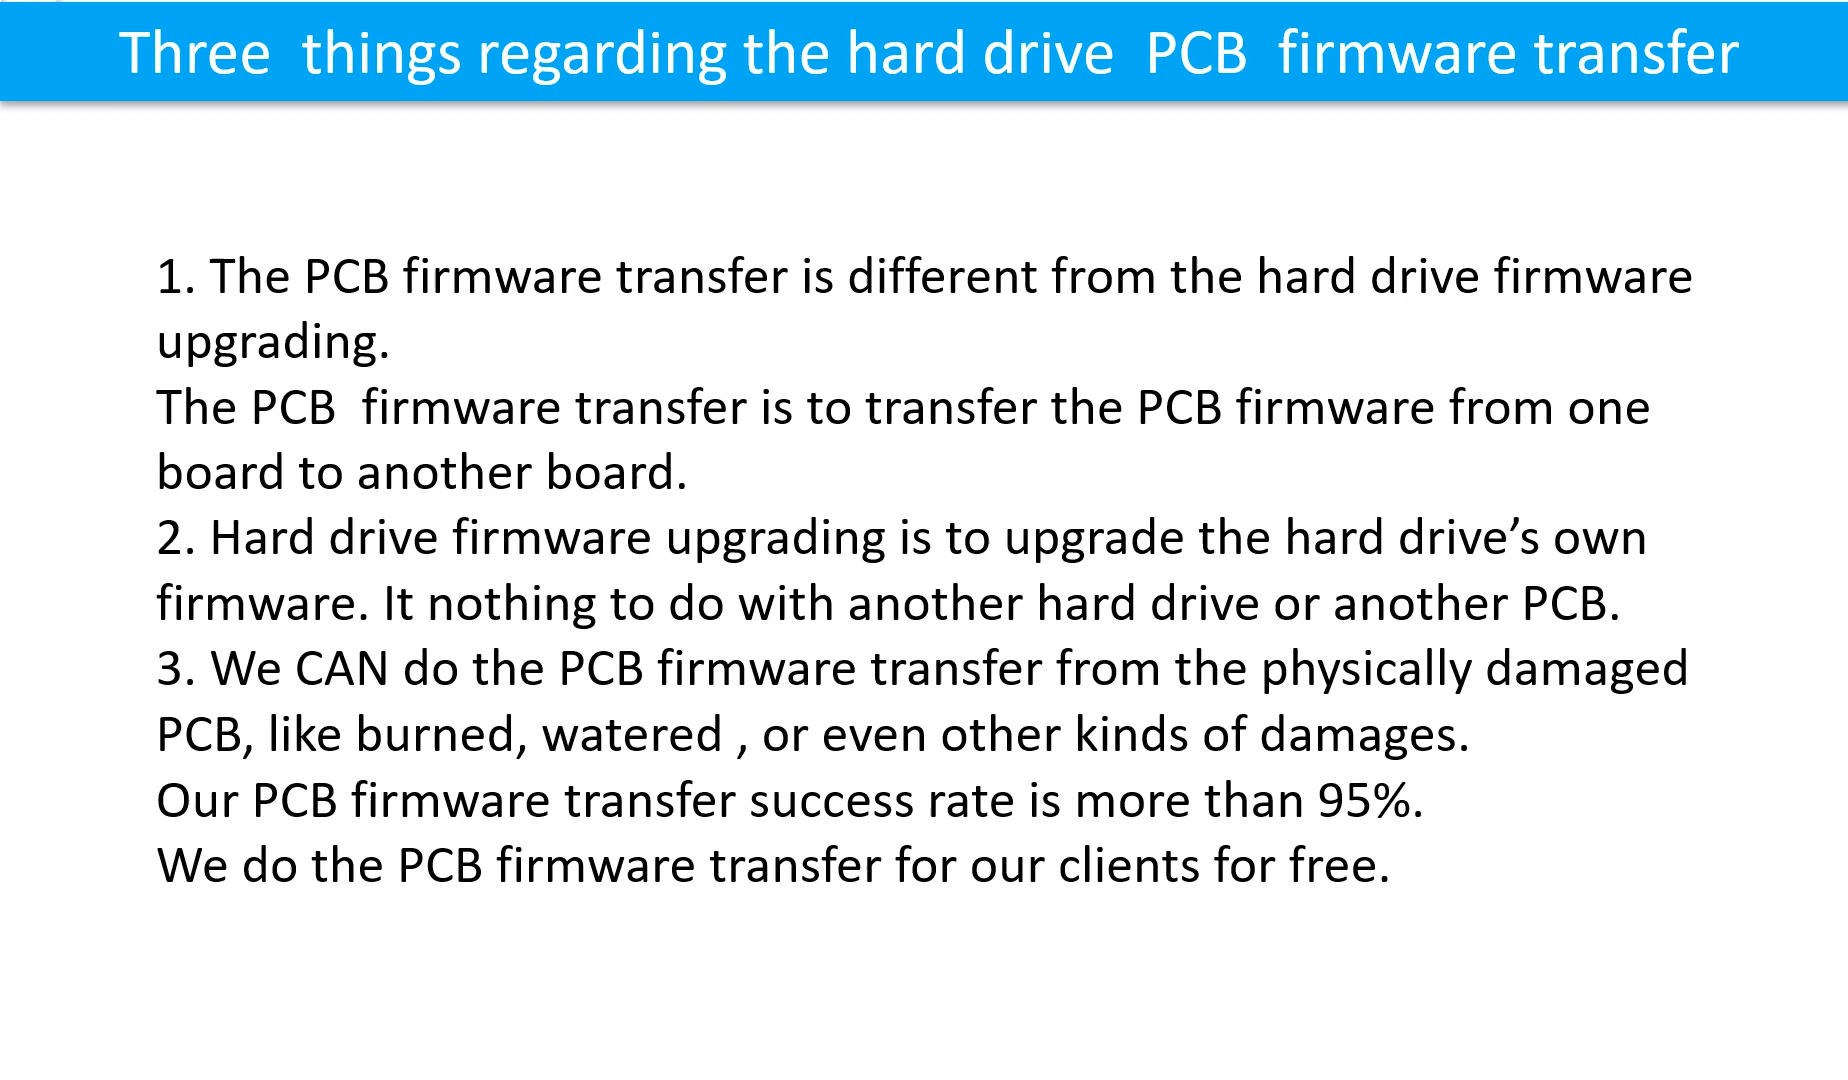 Three things regarding the hard drive PCB firmware transfer
1. The PCB firmware transfer is different from the hard drive firmware
upgrading.
The PCB firmware transfer is to transfer the PCB firmware from one
board to another board.
2. Hard drive firmware upgrading is to upgrade the hard drive’s own
firmware. It nothing to do with another hard drive or another PCB.
3. We CAN do the PCB firmware transfer from the physically damaged
PCB, like burned, watered , or even other kinds of damages.
Our PCB firmware transfer success rate is more than 95%.
We do the PCB firmware transfer for our clients for free.